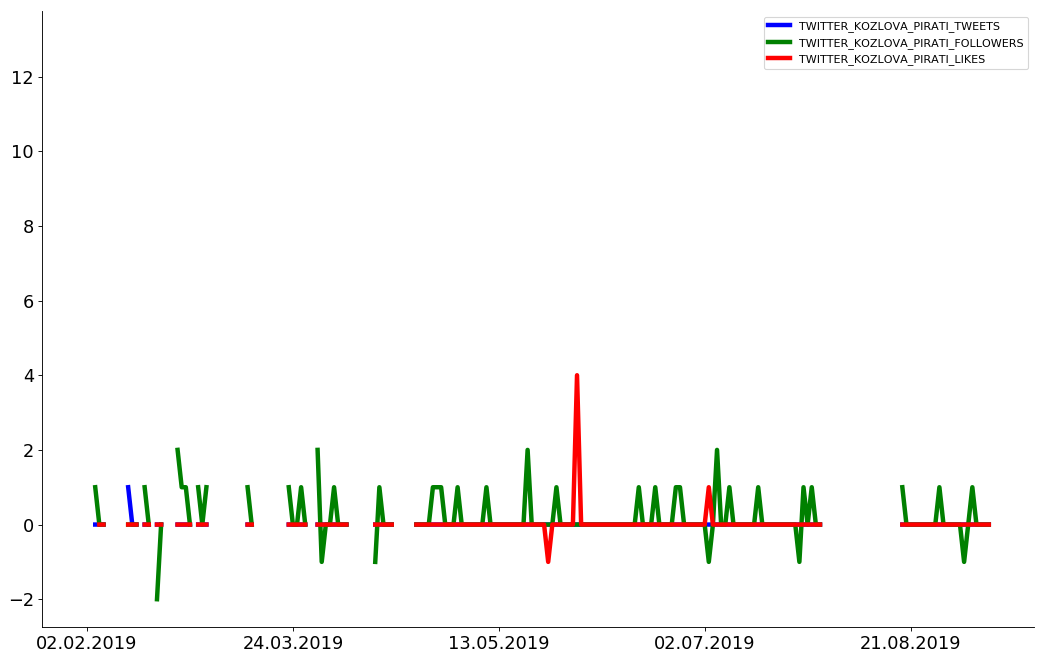 TWITTER_KOZLOVA_PIRATI_TWEETS
TWITTER_KOZLOVA_PIRATI_FOLLOWERS
TWITTER_KOZLOVA_PIRATI_LIKES
12
10
8
6
4
2
0
−2
02.02.2019 24.03.2019 13.05.2019 02.07.2019 21.08.2019